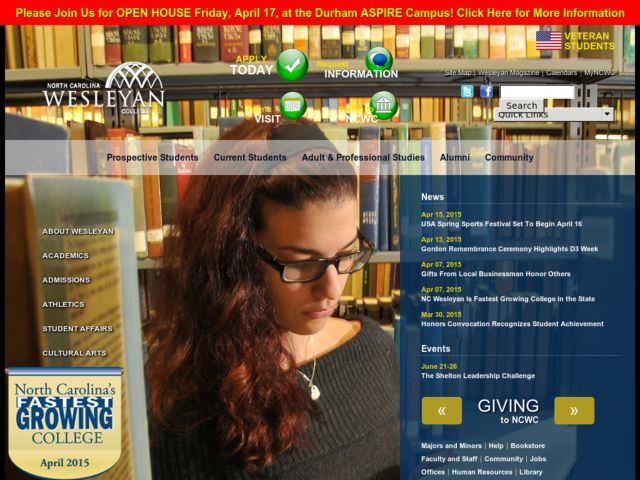 Please Join Us for OPEN HOUSE Friday, April 17, at the Durham ASPIRE Campus! Click Here for More Information
VETERAN
STUDENTS
APPLY
TODAY
Request
INFORMATION
Site Map | Wesleyan Magazine | Calendars | MyNCWC
NORTH CAROLINA
WESLEYAN
COLLEGE
VISIT
NCWC
Search
Quick Links
Prospective Students
Current Students
Adult & Professional Studies
Alumni
Community
News
Apr 15, 2015
USA Spring Sports Festival Set To Begin April 16
Apr 13, 2015
Gordon Remembrance Ceremony Highlights D3 Week
Apr 07, 2015
Gifts From Local Businessman Honor Others
Apr 07, 2015
NC Wesleyan Is Fastest Growing College in the State
Mar 30, 2015
Honors Convocation Recognizes Student Achievement
Events
June 21-26
The Shelton Leadership Challenge
« GIVING »
to NCWC
Majors and Minors | Help | Bookstore
Faculty and Staff | Community | Jobs
Offices | Human Resources | Library
ABOUT WESLEYAN
ACADEMICS
ADMISSIONS
ATHLETICS
STUDENT AFFAIRS
CULTURAL ARTS
North Carolina's
FASTEST
GROWING
COLLEGE
April 2015